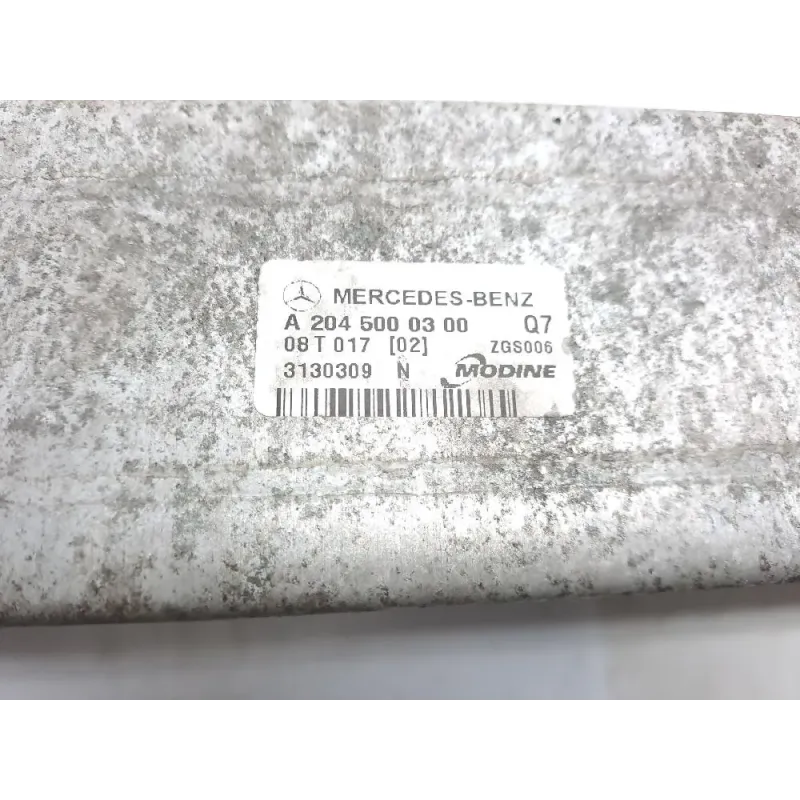 MERCEDES-BENZ
A 204 500 03 00 Q7
08 T 017 [02] ZGS006
3130309 N MODINE